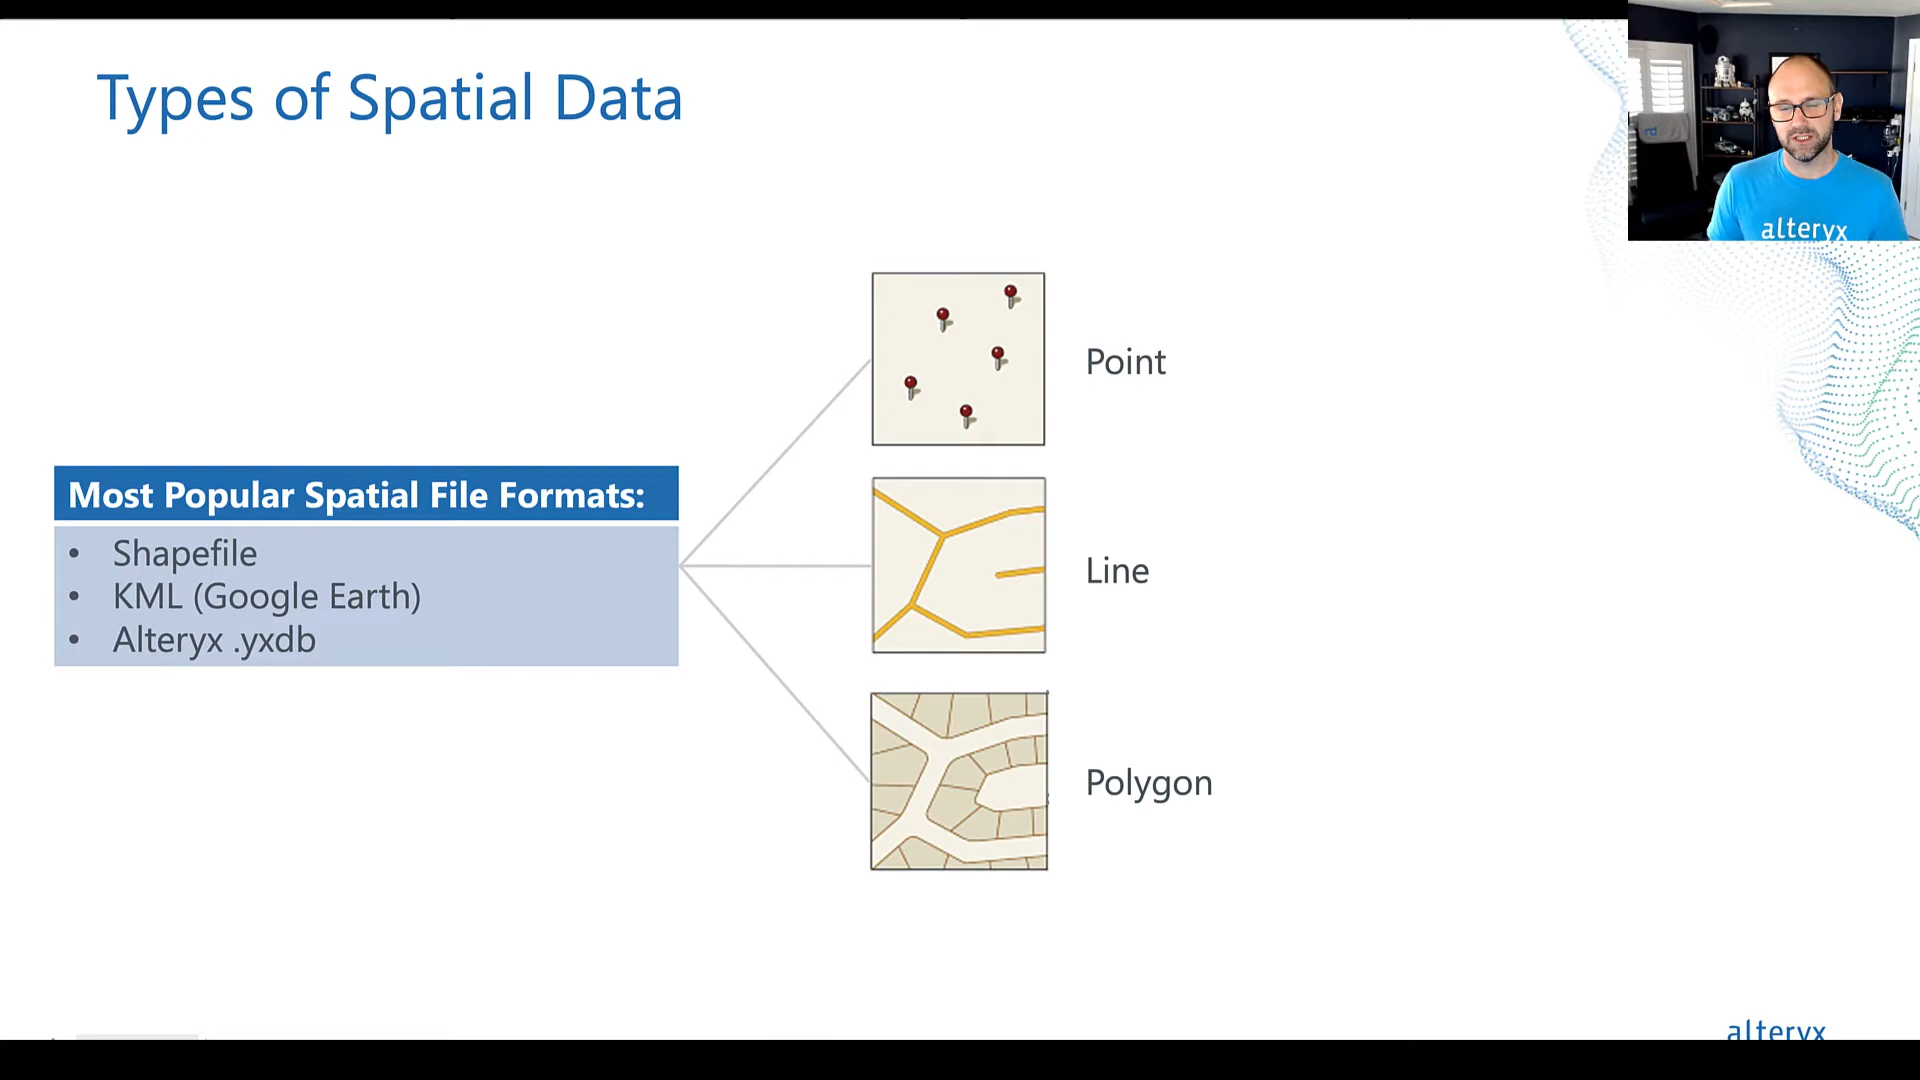 Types of Spatial Data
alteryx
Point
Most Popular Spatial File Formats:
• Shapefile
• KML (Google Earth)
• Alteryx .yxdb
Line
Polygon
alteryx